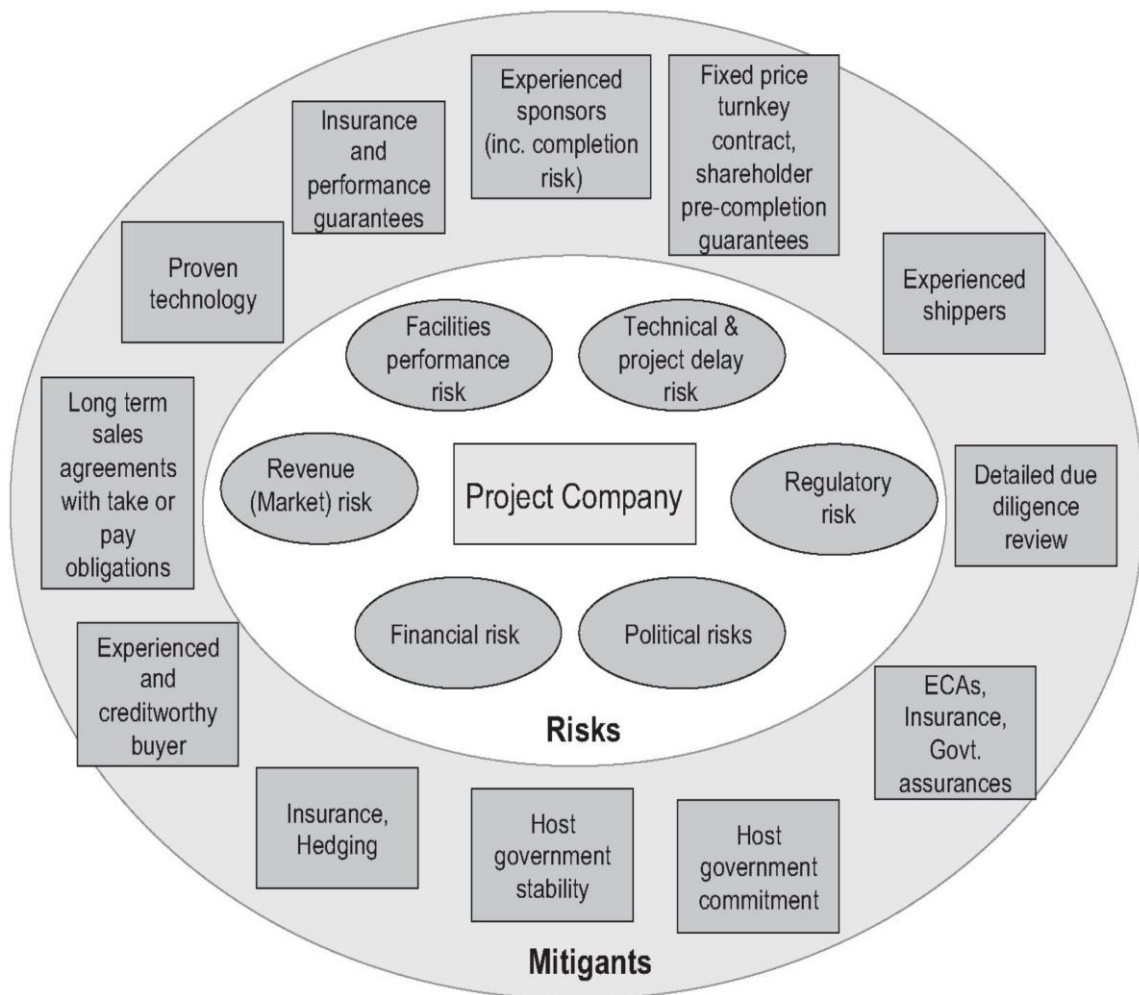 Experienced
sponsors
(inc. completion
risk)
Fixed price
turnkey
contract,
shareholder
pre-completion
guarantees
Insurance
and
performance
guarantees
Proven
technology
Experienced
shippers
Facilities
performance
risk
Technical &
project delay
risk
Long term
sales
agreements
with take or
pay
obligations
Revenue
(Market) risk
Project Company
Regulatory
risk
Detailed due
diligence
review
Financial risk
Political risks
Experienced
and
creditworthy
buyer
Risks
ECAs,
Insurance,
Govt.
assurances
Insurance,
Hedging
Host
government
stability
Host
government
commitment
Mitigants